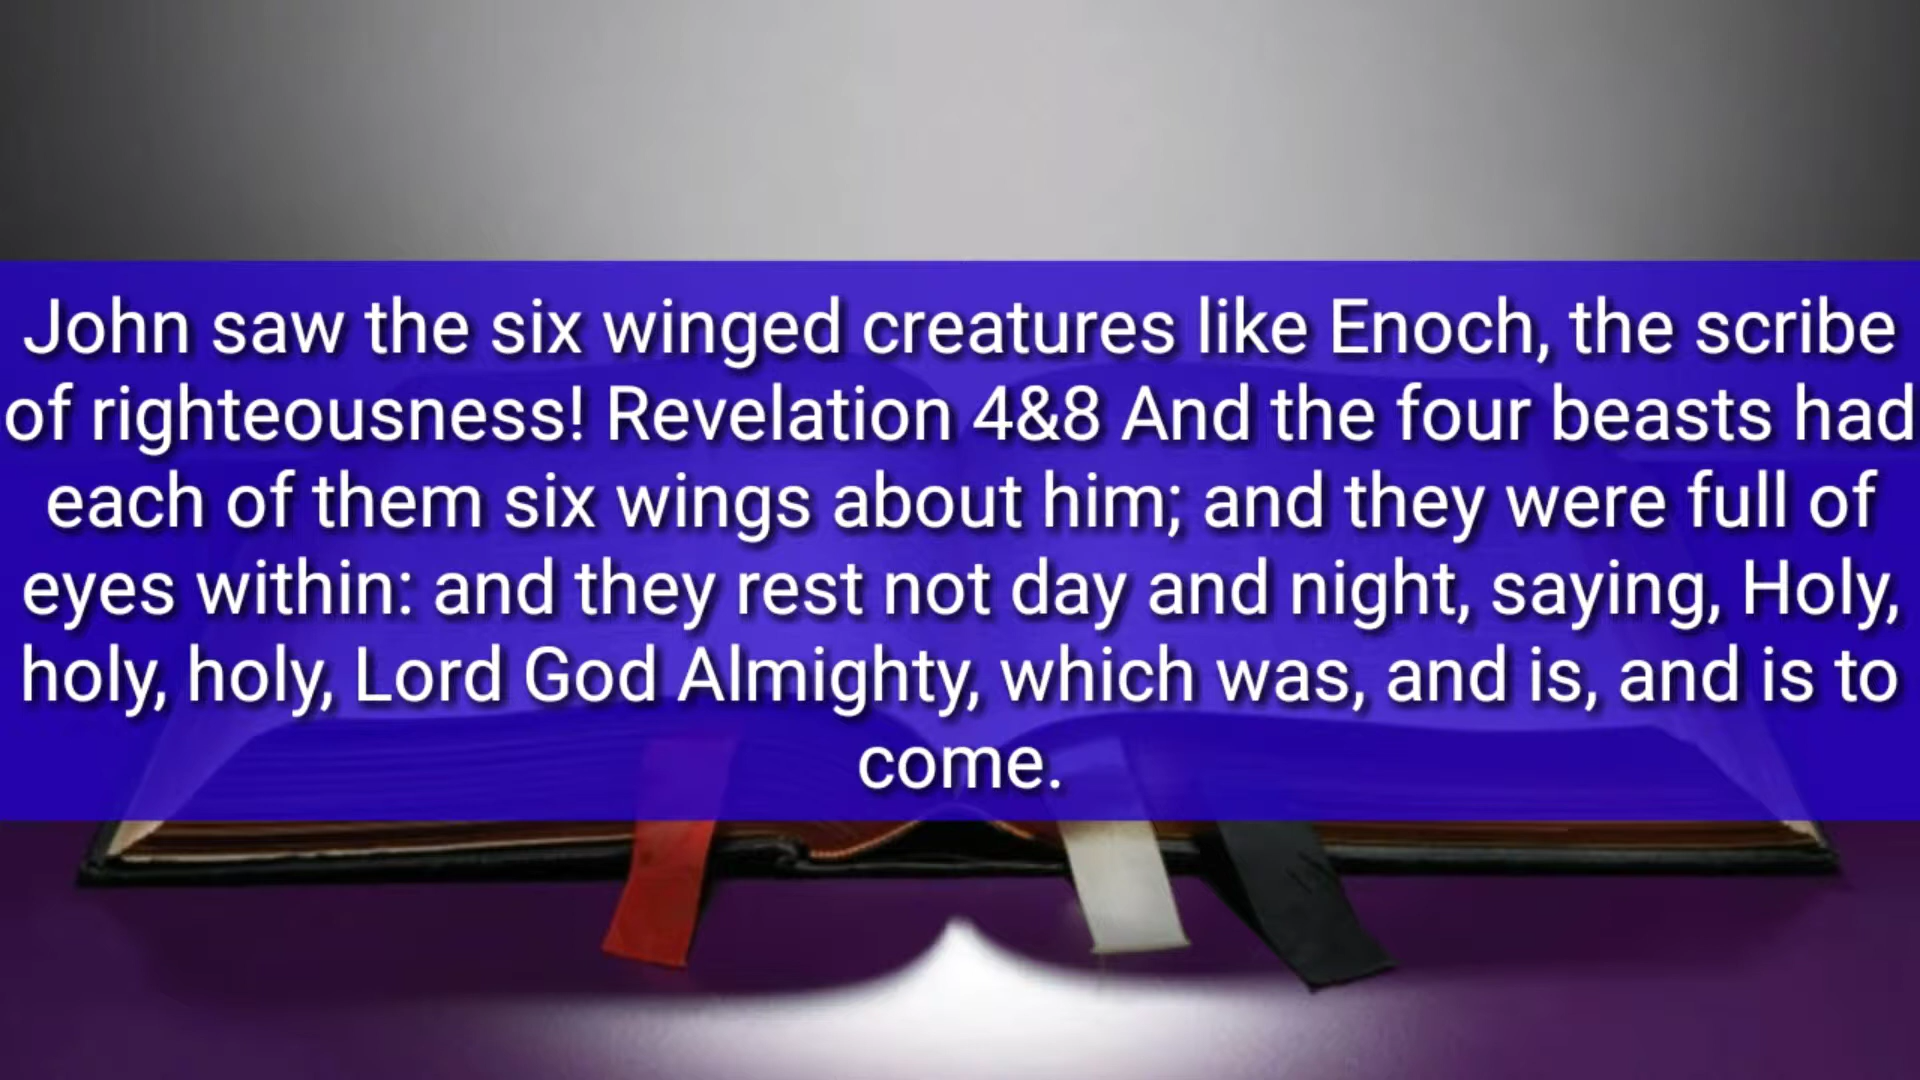 John saw the six winged creatures like Enoch, the scribe
of righteousness! Revelation 4&8 And the four beasts had
each of them six wings about him; and they were full of
eyes within: and they rest not day and night, saying, Holy,
holy, holy, Lord God Almighty, which was, and is, and is to
come.